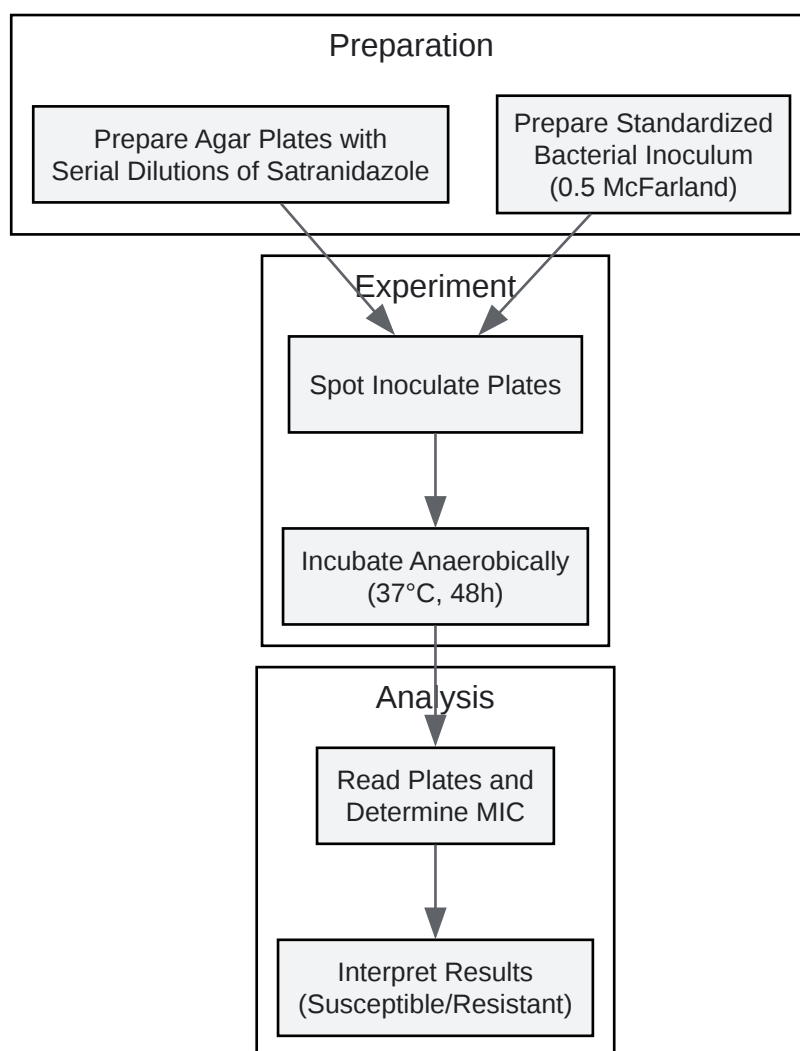 Preparation
Prepare Agar Plates with
Serial Dilutions of Satranidazole
Prepare Standardized
Bacterial Inoculum
(0.5 McFarland)
Experiment
Spot Inoculate Plates
Incubate Anaerobically
(37°C, 48h)
Analysis
Read Plates and
Determine MIC
Interpret Results
(Susceptible/Resistant)